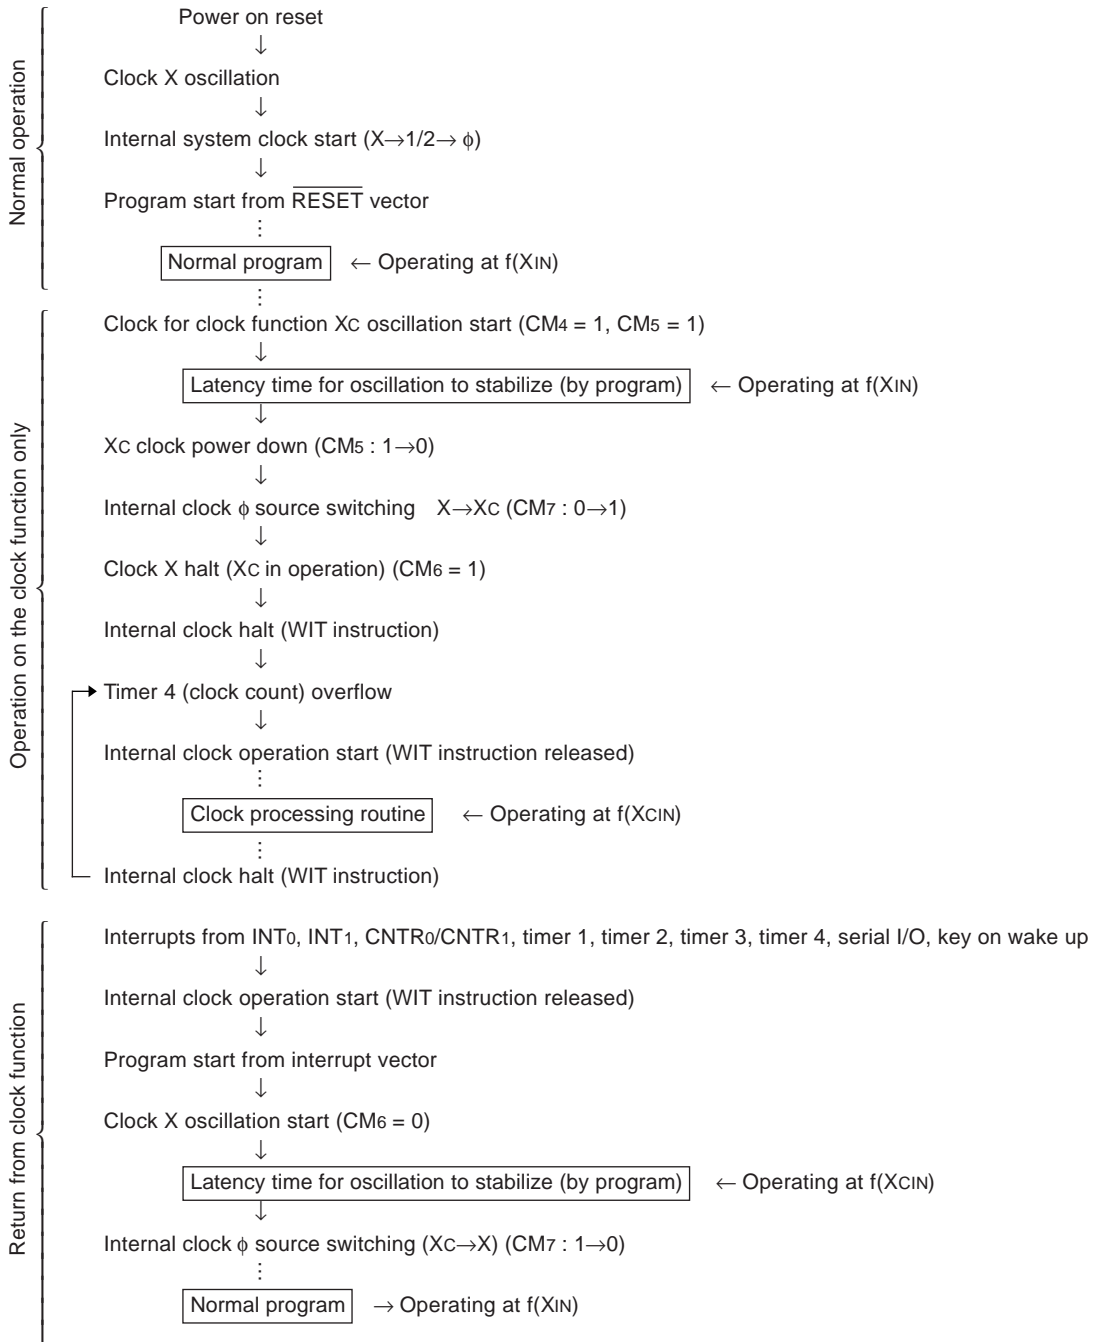 Normal operation
Power on reset
↓
Clock X oscillation
↓
Internal system clock start (X→1/2→ ϕ)
↓
Program start from RESET vector
⋮
Normal program ← Operating at f(XIN)
⋮
Operation on the clock function only
Clock for clock function XC oscillation start (CM4 = 1, CM5 = 1)
↓
Latency time for oscillation to stabilize (by program) ← Operating at f(XIN)
↓
XC clock power down (CM5 : 1→0)
↓
Internal clock ϕ source switching X→XC (CM7 : 0→1)
↓
Clock X halt (XC in operation) (CM6 = 1)
↓
Internal clock halt (WIT instruction)
↓
Timer 4 (clock count) overflow
↓
Internal clock operation start (WIT instruction released)
⋮
Clock processing routine ← Operating at f(XCIN)
⋮
Internal clock halt (WIT instruction)
Return from clock function
Interrupts from INT0, INT1, CNTR0/CNTR1, timer 1, timer 2, timer 3, timer 4, serial I/O, key on wake up
↓
Internal clock operation start (WIT instruction released)
↓
Program start from interrupt vector
↓
Clock X oscillation start (CM6 = 0)
↓
Latency time for oscillation to stabilize (by program) ← Operating at f(XCIN)
↓
Internal clock ϕ source switching (XC→X) (CM7 : 1→0)
⋮
Normal program → Operating at f(XIN)